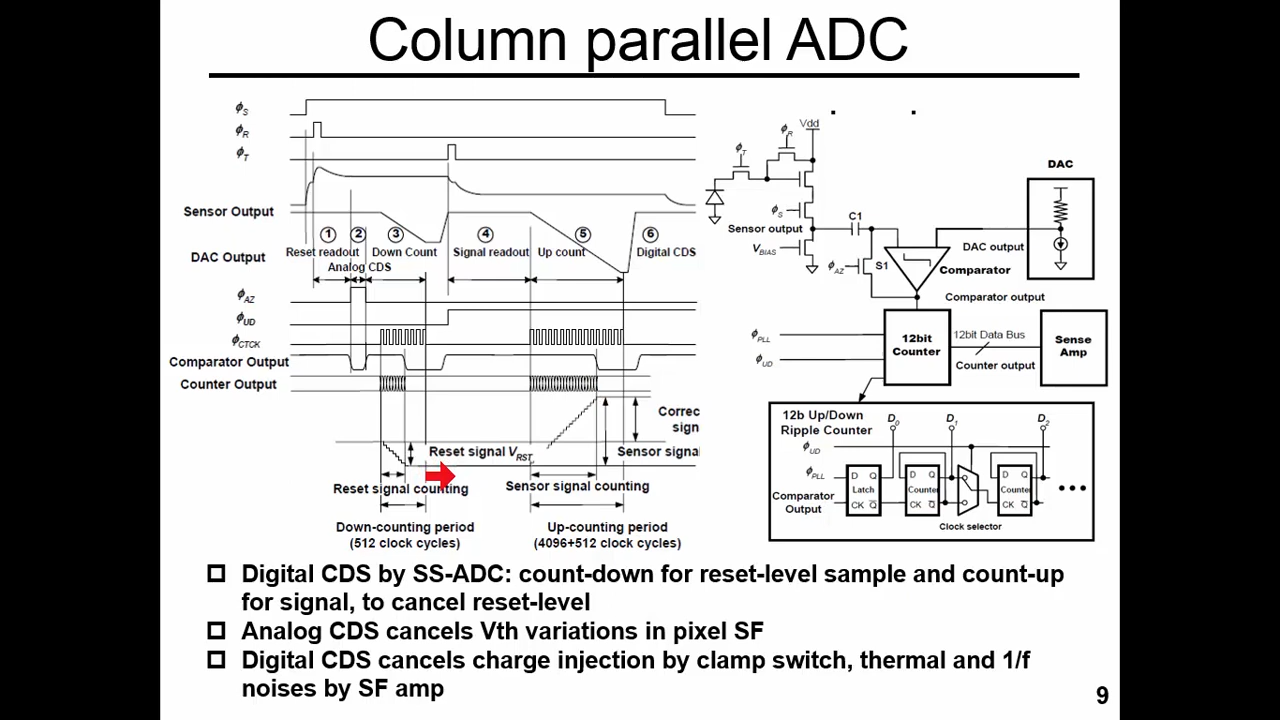 Column parallel ADC
ϕS
ϕR
ϕT
Sensor Output
① ② ③ ④ ⑤ ⑥
Reset readout Down Count Signal readout Up count Digital CDS
Analog CDS
DAC Output
ϕAZ
ϕUD
ϕCTCK
Comparator Output
Counter Output
Correc
sign
Reset signal VRST
Sensor signal
Reset signal counting
Sensor signal counting
Down-counting period
(512 clock cycles)
Up-counting period
(4096+512 clock cycles)
Vdd
ϕR
ϕT
DAC
ϕS
C1
Sensor output
VBIAS
DAC output
ϕAZ
S1
Comparator
Comparator output
ϕPLL
ϕUD
12bit
Counter
12bit Data Bus
Counter output
Sense
Amp
12b Up/Down
Ripple Counter
D0
D1
D2
ϕUD
ϕPLL
Comparator
Output
D Q
Latch
CK Q̅
D Q
Counter
CK Q̅
D Q
Counter
CK Q̅
Clock selector
Digital CDS by SS-ADC: count-down for reset-level sample and count-up
for signal, to cancel reset-level
Analog CDS cancels Vth variations in pixel SF
Digital CDS cancels charge injection by clamp switch, thermal and 1/f
noises by SF amp
9